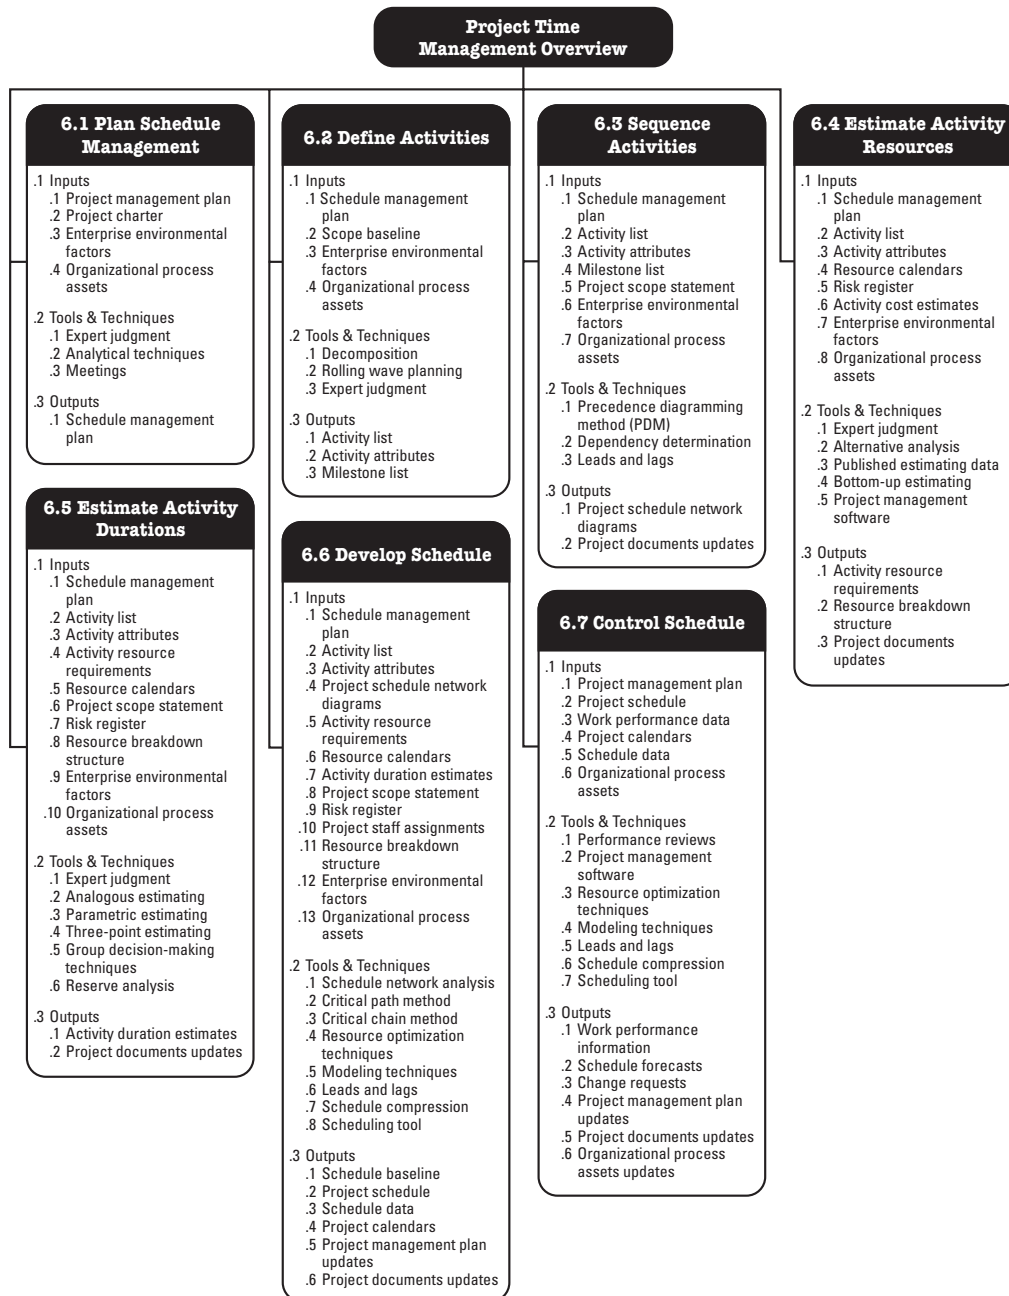 Project Time
Management Overview
6.1 Plan Schedule
Management
.1 Inputs
.1 Project management plan
.2 Project charter
.3 Enterprise environmental
factors
.4 Organizational process
assets
.2 Tools & Techniques
.1 Expert judgment
.2 Analytical techniques
.3 Meetings
.3 Outputs
.1 Schedule management
plan
6.2 Define Activities
.1 Inputs
.1 Schedule management
plan
.2 Scope baseline
.3 Enterprise environmental
factors
.4 Organizational process
assets
.2 Tools & Techniques
.1 Decomposition
.2 Rolling wave planning
.3 Expert judgment
.3 Outputs
.1 Activity list
.2 Activity attributes
.3 Milestone list
6.3 Sequence
Activities
.1 Inputs
.1 Schedule management
plan
.2 Activity list
.3 Activity attributes
.4 Milestone list
.5 Project scope statement
.6 Enterprise environmental
factors
.7 Organizational process
assets
.2 Tools & Techniques
.1 Precedence diagramming
method (PDM)
.2 Dependency determination
.3 Leads and lags
.3 Outputs
.1 Project schedule network
diagrams
.2 Project documents updates
6.4 Estimate Activity
Resources
.1 Inputs
.1 Schedule management
plan
.2 Activity list
.3 Activity attributes
.4 Resource calendars
.5 Risk register
.6 Activity cost estimates
.7 Enterprise environmental
factors
.8 Organizational process
assets
.2 Tools & Techniques
.1 Expert judgment
.2 Alternative analysis
.3 Published estimating data
.4 Bottom-up estimating
.5 Project management
software
.3 Outputs
.1 Activity resource
requirements
.2 Resource breakdown
structure
.3 Project documents
updates
6.5 Estimate Activity
Durations
.1 Inputs
.1 Schedule management
plan
.2 Activity list
.3 Activity attributes
.4 Activity resource
requirements
.5 Resource calendars
.6 Project scope statement
.7 Risk register
.8 Resource breakdown
structure
.9 Enterprise environmental
factors
.10 Organizational process
assets
.2 Tools & Techniques
.1 Expert judgment
.2 Analogous estimating
.3 Parametric estimating
.4 Three-point estimating
.5 Group decision-making
techniques
.6 Reserve analysis
.3 Outputs
.1 Activity duration estimates
.2 Project documents updates
6.6 Develop Schedule
.1 Inputs
.1 Schedule management
plan
.2 Activity list
.3 Activity attributes
.4 Project schedule network
diagrams
.5 Activity resource
requirements
.6 Resource calendars
.7 Activity duration estimates
.8 Project scope statement
.9 Risk register
.10 Project staff assignments
.11 Resource breakdown
structure
.12 Enterprise environmental
factors
.13 Organizational process
assets
.2 Tools & Techniques
.1 Schedule network analysis
.2 Critical path method
.3 Critical chain method
.4 Resource optimization
techniques
.5 Modeling techniques
.6 Leads and lags
.7 Schedule compression
.8 Scheduling tool
.3 Outputs
.1 Schedule baseline
.2 Project schedule
.3 Schedule data
.4 Project calendars
.5 Project management plan
updates
.6 Project documents updates
6.7 Control Schedule
.1 Inputs
.1 Project management plan
.2 Project schedule
.3 Work performance data
.4 Project calendars
.5 Schedule data
.6 Organizational process
assets
.2 Tools & Techniques
.1 Performance reviews
.2 Project management
software
.3 Resource optimization
techniques
.4 Modeling techniques
.5 Leads and lags
.6 Schedule compression
.7 Scheduling tool
.3 Outputs
.1 Work performance
information
.2 Schedule forecasts
.3 Change requests
.4 Project management plan
updates
.5 Project documents updates
.6 Organizational process
assets updates